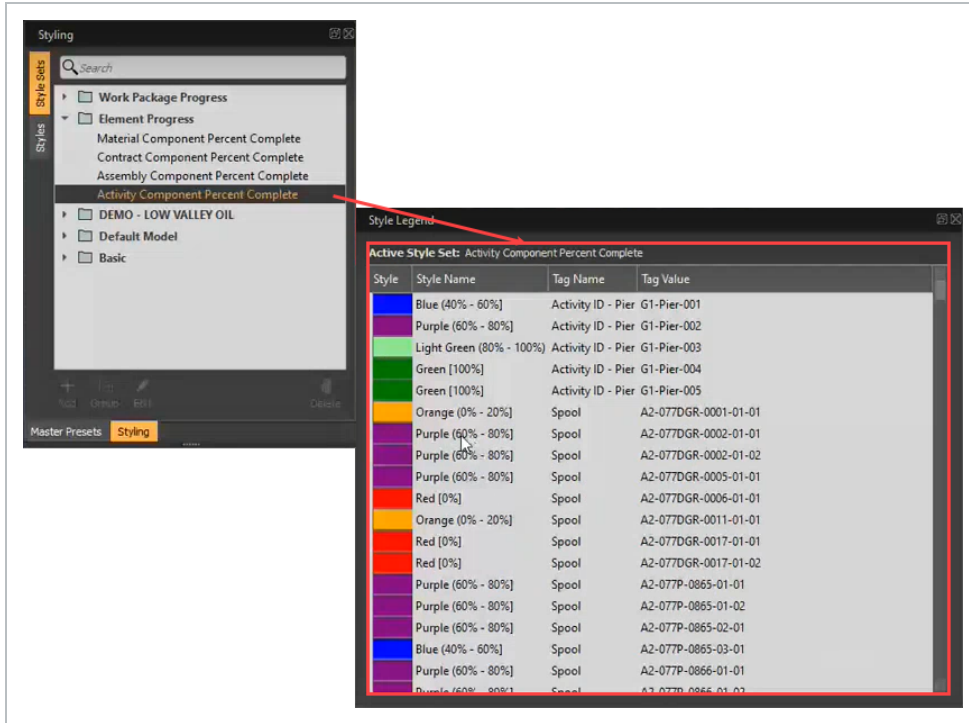 Styling
Style Sets
Styles
Search
Work Package Progress
Element Progress
Material Component Percent Complete
Contract Component Percent Complete
Assembly Component Percent Complete
Activity Component Percent Complete
DEMO - LOW VALLEY OIL
Default Model
Basic
Add Group Edit Delete
Master Presets Styling
Style Legend
Active Style Set: Activity Component Percent Complete
Style Style Name Tag Name Tag Value
Blue (40% - 60%] Activity ID - Pier G1-Pier-001
Purple (60% - 80%] Activity ID - Pier G1-Pier-002
Light Green (80% - 100%) Activity ID - Pier G1-Pier-003
Green [100%] Activity ID - Pier G1-Pier-004
Green [100%] Activity ID - Pier G1-Pier-005
Orange (0% - 20%] Spool A2-077DGR-0001-01-01
Purple (60% - 80%] Spool A2-077DGR-0002-01-01
Purple (60% - 80%] Spool A2-077DGR-0002-01-02
Purple (60% - 80%] Spool A2-077DGR-0005-01-01
Red [0%] Spool A2-077DGR-0006-01-01
Orange (0% - 20%] Spool A2-077DGR-0011-01-01
Red [0%] Spool A2-077DGR-0017-01-01
Red [0%] Spool A2-077DGR-0017-01-02
Purple (60% - 80%] Spool A2-077P-0865-01-01
Purple (60% - 80%] Spool A2-077P-0865-01-02
Purple (60% - 80%] Spool A2-077P-0865-02-01
Blue (40% - 60%] Spool A2-077P-0865-03-01
Purple (60% - 80%] Spool A2-077P-0866-01-01
Purple (60% - 80%] Spool A2-077P-0866-01-02